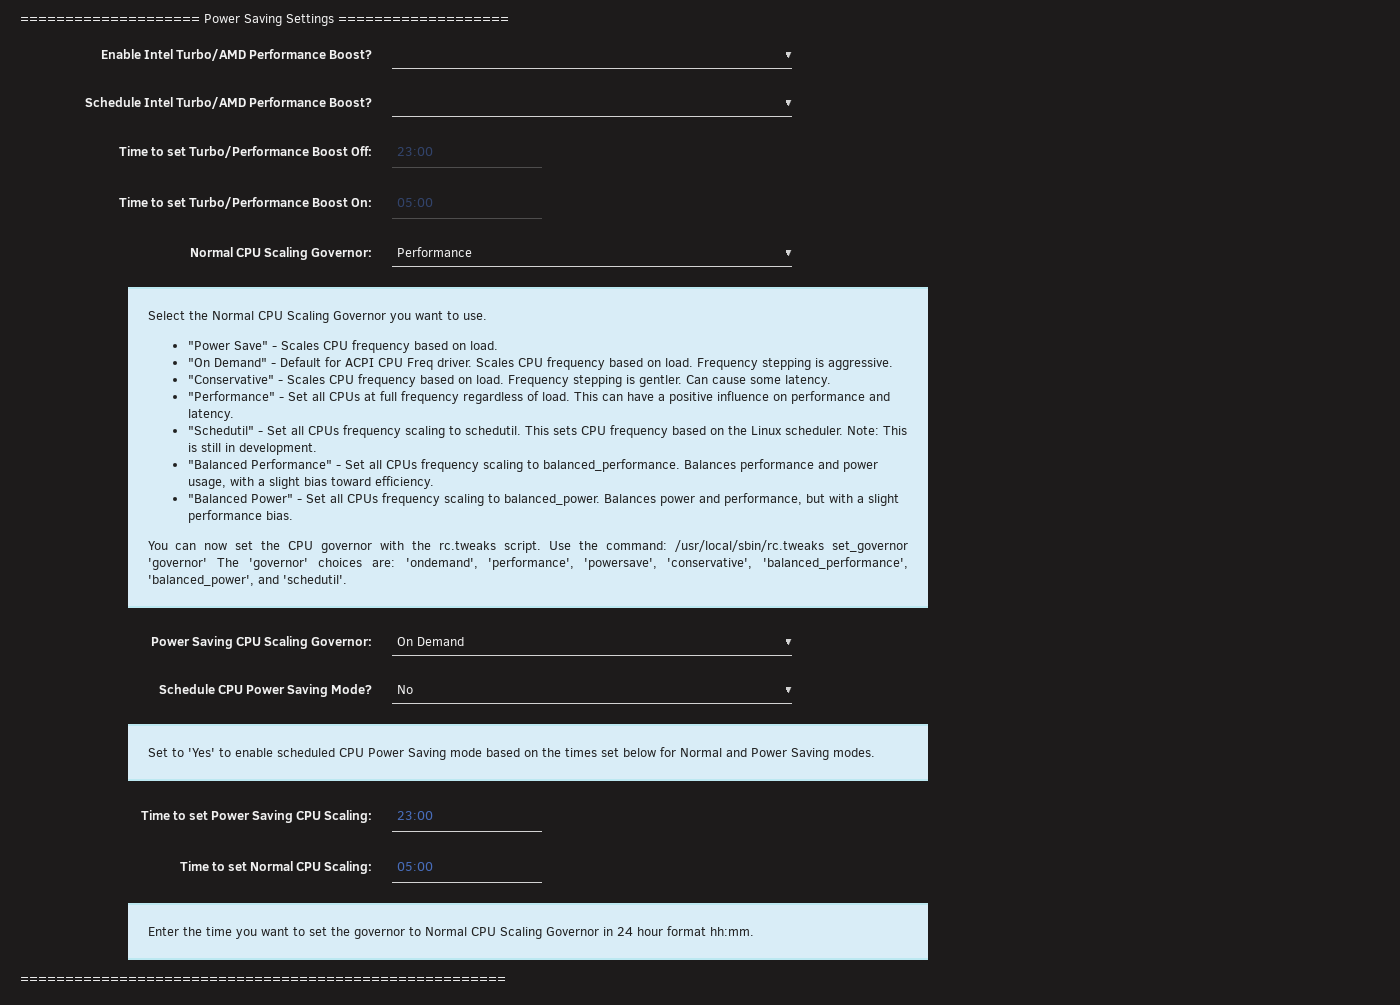 ==================== Power Saving Settings ===================
Enable Intel Turbo/AMD Performance Boost?
Schedule Intel Turbo/AMD Performance Boost?
Time to set Turbo/Performance Boost Off: 23:00
Time to set Turbo/Performance Boost On: 05:00
Normal CPU Scaling Governor: Performance
Select the Normal CPU Scaling Governor you want to use.
• "Power Save" - Scales CPU frequency based on load.
• "On Demand" - Default for ACPI CPU Freq driver. Scales CPU frequency based on load. Frequency stepping is aggressive.
• "Conservative" - Scales CPU frequency based on load. Frequency stepping is gentler. Can cause some latency.
• "Performance" - Set all CPUs at full frequency regardless of load. This can have a positive influence on performance and
latency.
• "Schedutil" - Set all CPUs frequency scaling to schedutil. This sets CPU frequency based on the Linux scheduler. Note: This
is still in development.
• "Balanced Performance" - Set all CPUs frequency scaling to balanced_performance. Balances performance and power
usage, with a slight bias toward efficiency.
• "Balanced Power" - Set all CPUs frequency scaling to balanced_power. Balances power and performance, but with a slight
performance bias.
You can now set the CPU governor with the rc.tweaks script. Use the command: /usr/local/sbin/rc.tweaks set_governor
'governor' The 'governor' choices are: 'ondemand', 'performance', 'powersave', 'conservative', 'balanced_performance',
'balanced_power', and 'schedutil'.
Power Saving CPU Scaling Governor: On Demand
Schedule CPU Power Saving Mode? No
Set to 'Yes' to enable scheduled CPU Power Saving mode based on the times set below for Normal and Power Saving modes.
Time to set Power Saving CPU Scaling: 23:00
Time to set Normal CPU Scaling: 05:00
Enter the time you want to set the governor to Normal CPU Scaling Governor in 24 hour format hh:mm.
======================================================